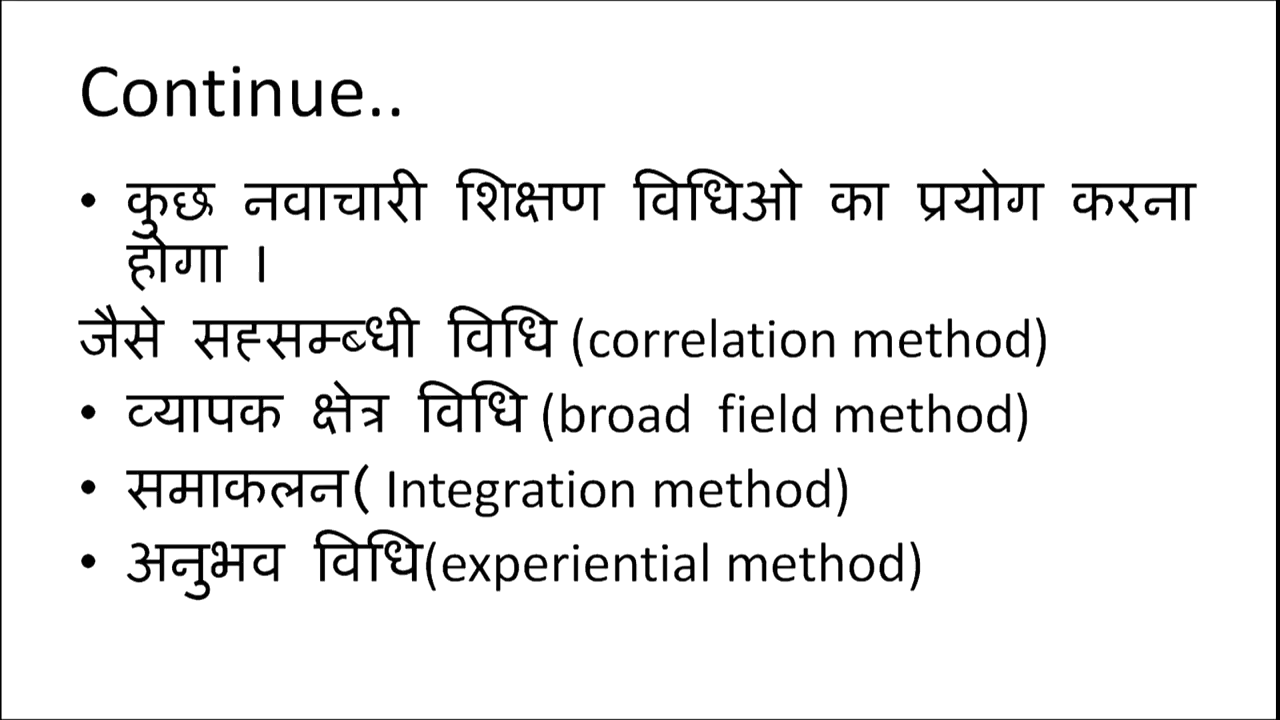 Continue..
• कुछ नवाचारी शिक्षण विधिओ का प्रयोग करना
होगा ।
जैसे सह्सम्ब्धी विधि (correlation method)
• व्यापक क्षेत्र विधि (broad field method)
• समाकलन( Integration method)
• अनुभव विधि(experiential method)